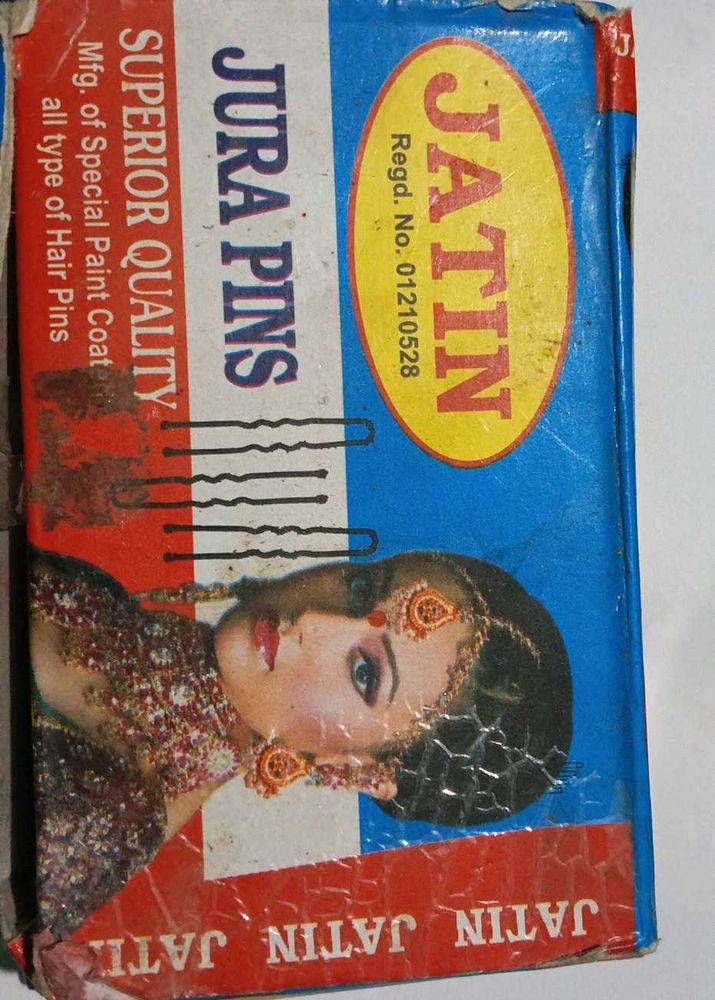 JATIN
Regd. No. 01210528
JURA PINS
SUPERIOR QUALITY
Mfg. of Special Paint
all type of Hair Pins
JATIN JATIN JATIN